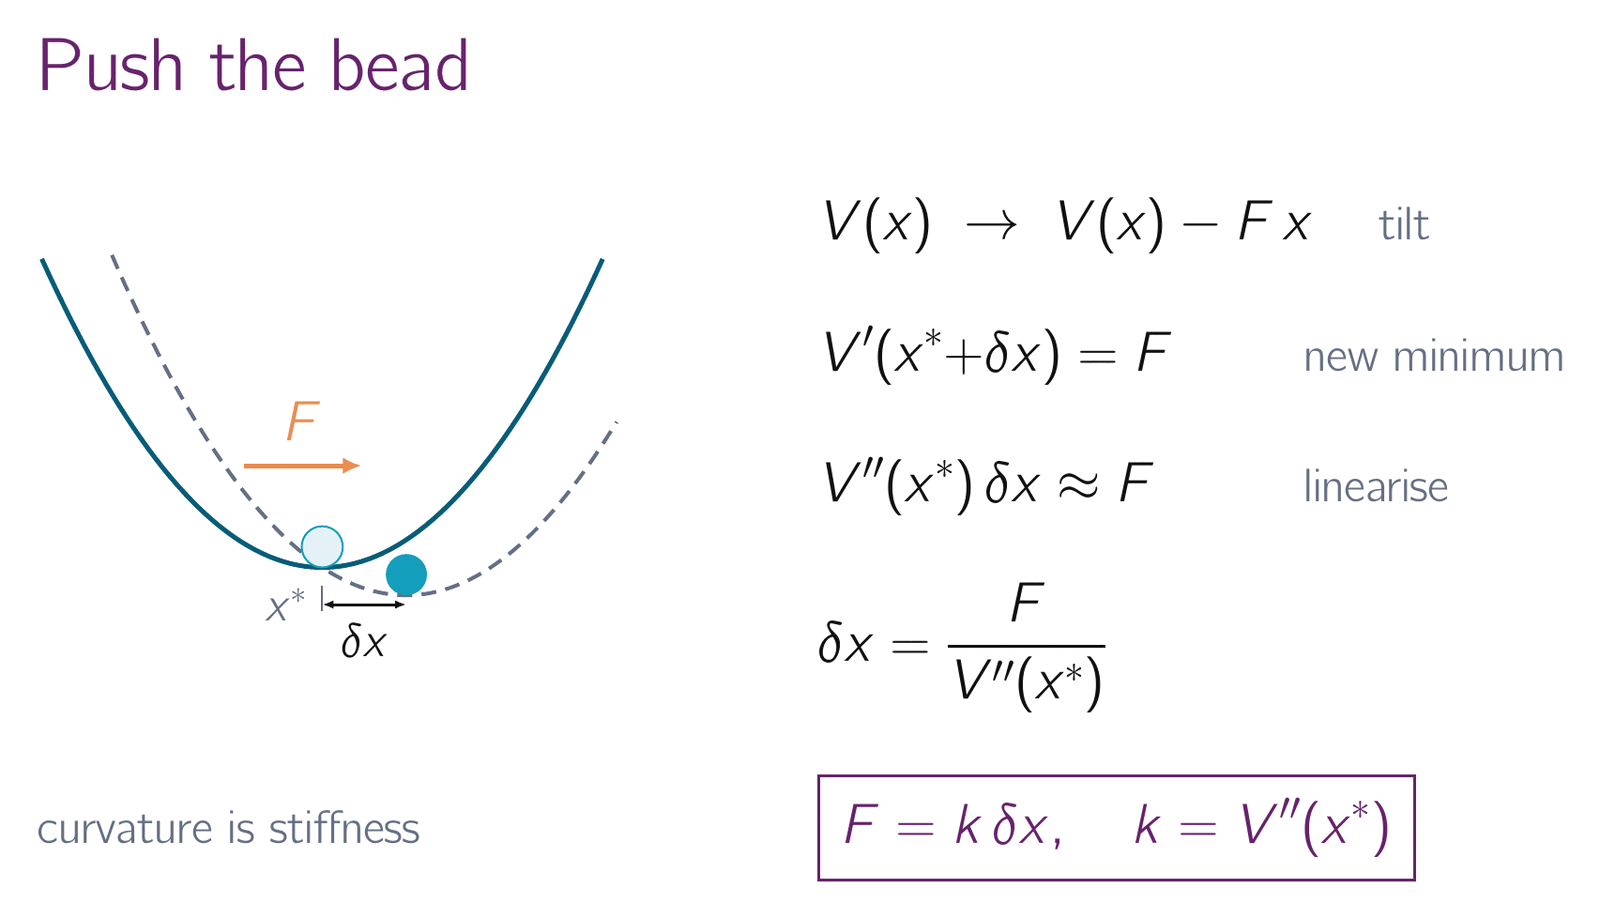 Push the bead
V(x) → V(x) − F x tilt
V′(x*+δx) = F new minimum
V″(x*) δx ≈ F linearise
F
x*
δx
δx = F / V″(x*)
F = k δx, k = V″(x*)
curvature is stiffness